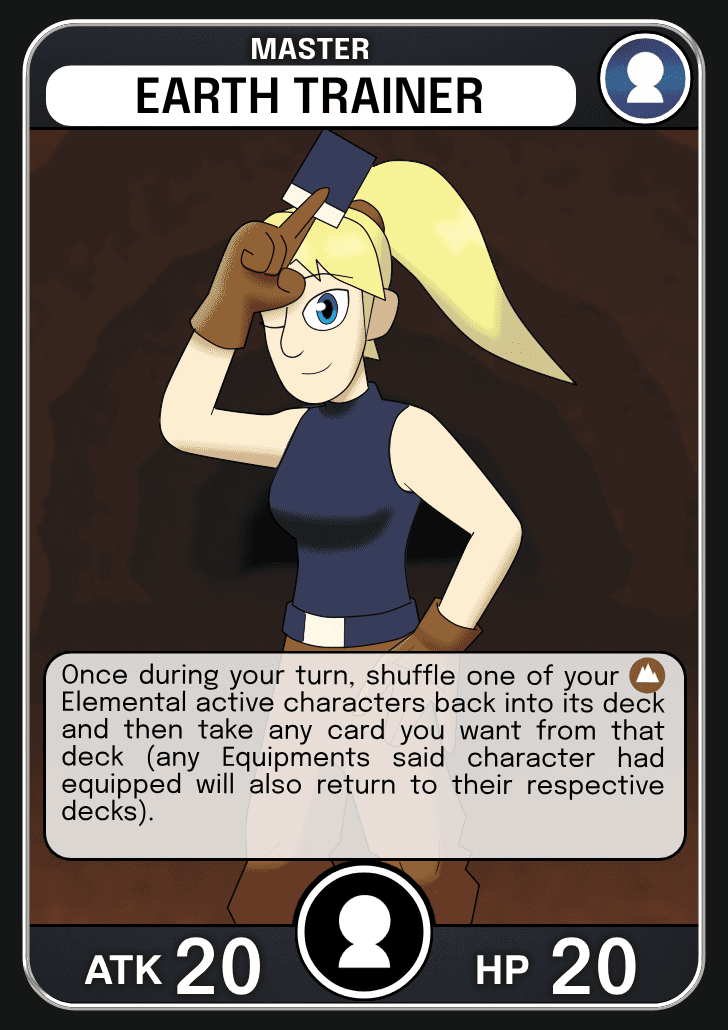 MASTER
EARTH TRAINER
Once during your turn, shuffle one of your
Elemental active characters back into its deck
and then take any card you want from that
deck (any Equipments said character had
equipped will also return to their respective
decks).
ATK 20
HP 20